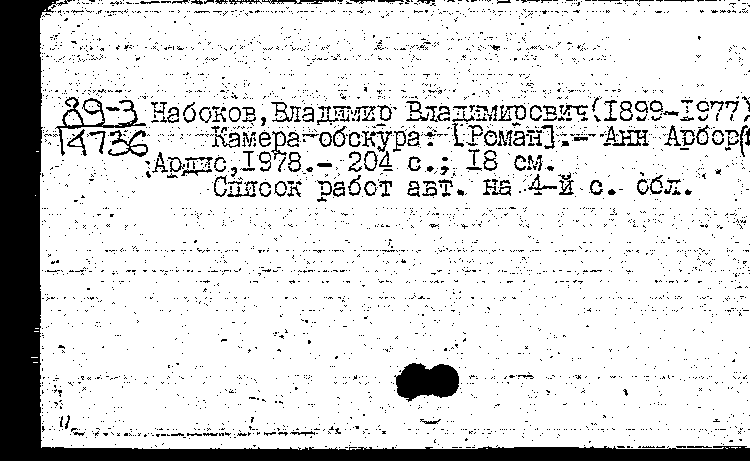 89-3 Набоков, Владимир Владимирович(1899-1977)
14736 Камера-обскура: [Роман].- Анн Арбор
Ардис,1978.- 204 с.; 18 см.
Список работ авт. на 4-й с. обл.